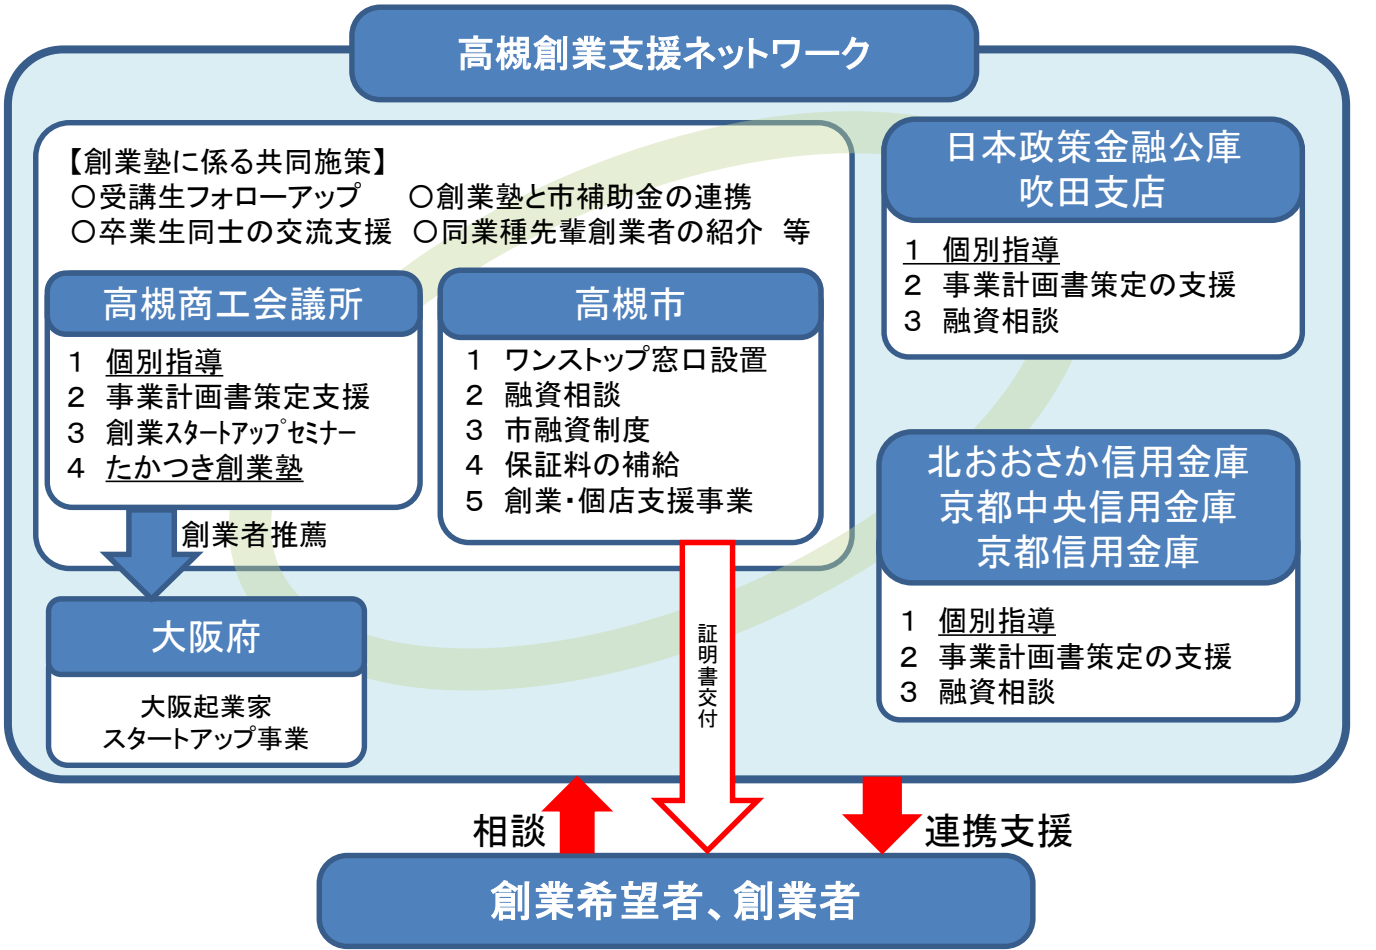 高槻創業支援ネットワーク
【創業塾に係る共同施策】
○受講生フォローアップ　○創業塾と市補助金の連携
○卒業生同士の交流支援　○同業種先輩創業者の紹介　等
高槻商工会議所
1　個別指導
2　事業計画書策定支援
3　創業ｽﾀｰﾄｱｯﾌﾟｾﾐﾅｰ
4　たかつき創業塾
高槻市
1　ワンストップ窓口設置
2　融資相談
3　市融資制度
4　保証料の補給
5　創業・個店支援事業
日本政策金融公庫
吹田支店
1　個別指導
2　事業計画書策定の支援
3　融資相談
北おおさか信用金庫
京都中央信用金庫
京都信用金庫
1　個別指導
2　事業計画書策定の支援
3　融資相談
創業者推薦
大阪府
大阪起業家
スタートアップ事業
証明書交付
相談
連携支援
創業希望者、創業者